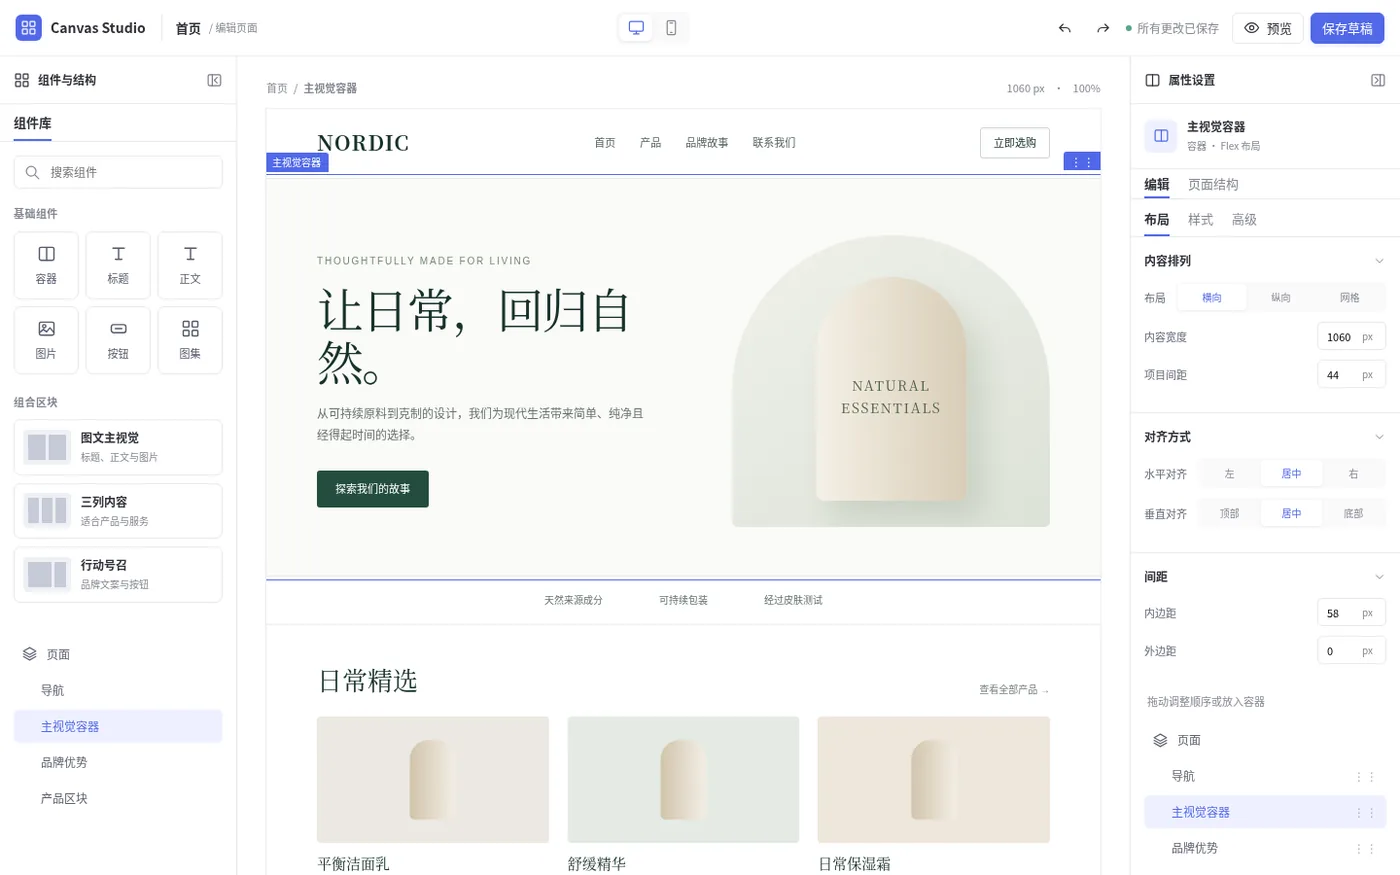 Canvas Studio
首页 / 编辑页面
所有更改已保存
预览
保存草稿
组件与结构
组件库
搜索组件
基础组件
容器
标题
正文
图片
按钮
图集
组合区块
图文主视觉
标题、正文与图片
三列内容
适合产品与服务
行动号召
品牌文案与按钮
页面
导航
主视觉容器
品牌优势
产品区块
首页 / 主视觉容器
1060 px • 100%
NORDIC
首页
产品
品牌故事
联系我们
立即选购
主视觉容器
THOUGHTFULLY MADE FOR LIVING
让日常，回归自
然。
从可持续原料到克制的设计，我们为现代生活带来简单、纯净且
经得起时间的选择。
探索我们的故事
NATURAL
ESSENTIALS
天然来源成分
可持续包装
经过皮肤测试
日常精选
查看全部产品 →
平衡洁面乳
舒缓精华
日常保湿霜
属性设置
主视觉容器
容器 • Flex 布局
编辑
页面结构
布局
样式
高级
内容排列
布局
横向
纵向
网格
内容宽度
1060 px
项目间距
44 px
对齐方式
水平对齐
左
居中
右
垂直对齐
顶部
居中
底部
间距
内边距
58 px
外边距
0 px
拖动调整顺序或放入容器
页面
导航
主视觉容器
品牌优势